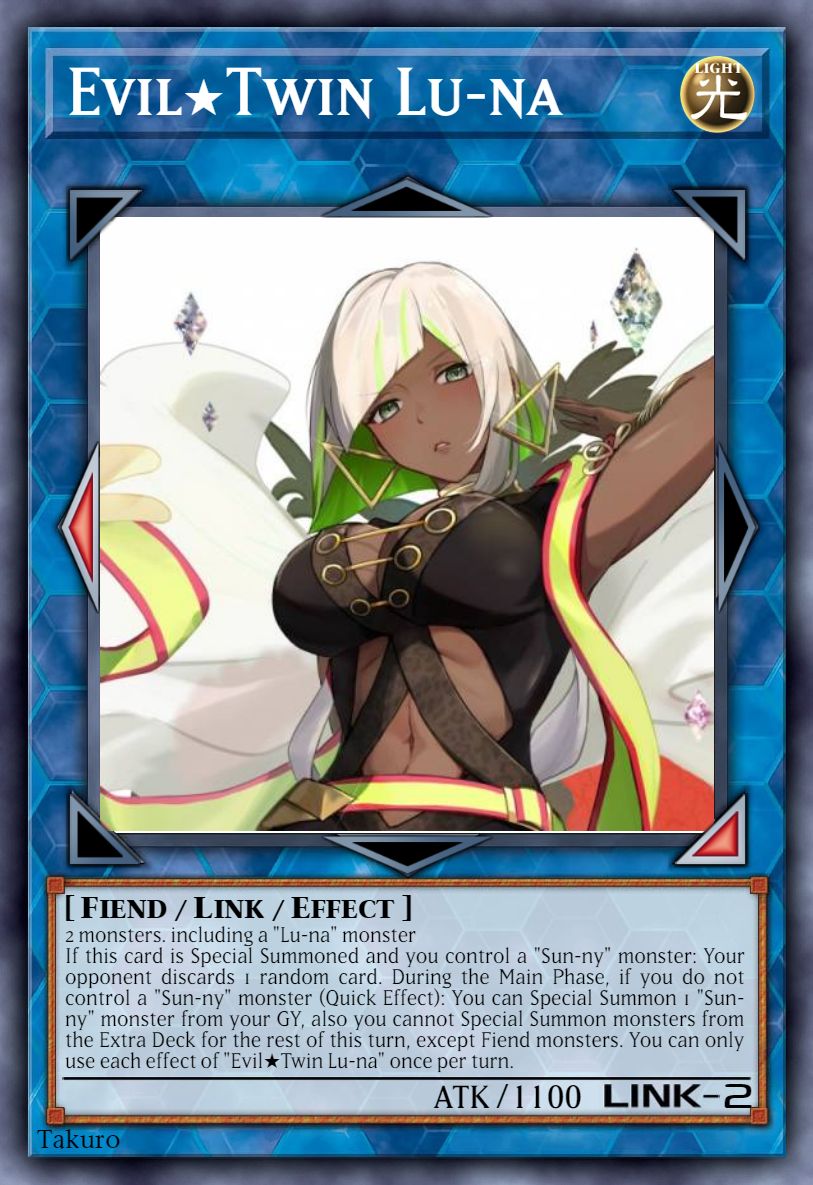 Evil★Twin Lu-na
LIGHT
光
[ Fiend / Link / Effect ]
2 monsters. including a "Lu-na" monster
If this card is Special Summoned and you control a "Sun-ny" monster: Your
opponent discards 1 random card. During the Main Phase, if you do not
control a "Sun-ny" monster (Quick Effect): You can Special Summon 1 "Sun-
ny" monster from your GY, also you cannot Special Summon monsters from
the Extra Deck for the rest of this turn, except Fiend monsters. You can only
use each effect of "Evil★Twin Lu-na" once per turn.
ATK/1100 LINK-2
Takuro